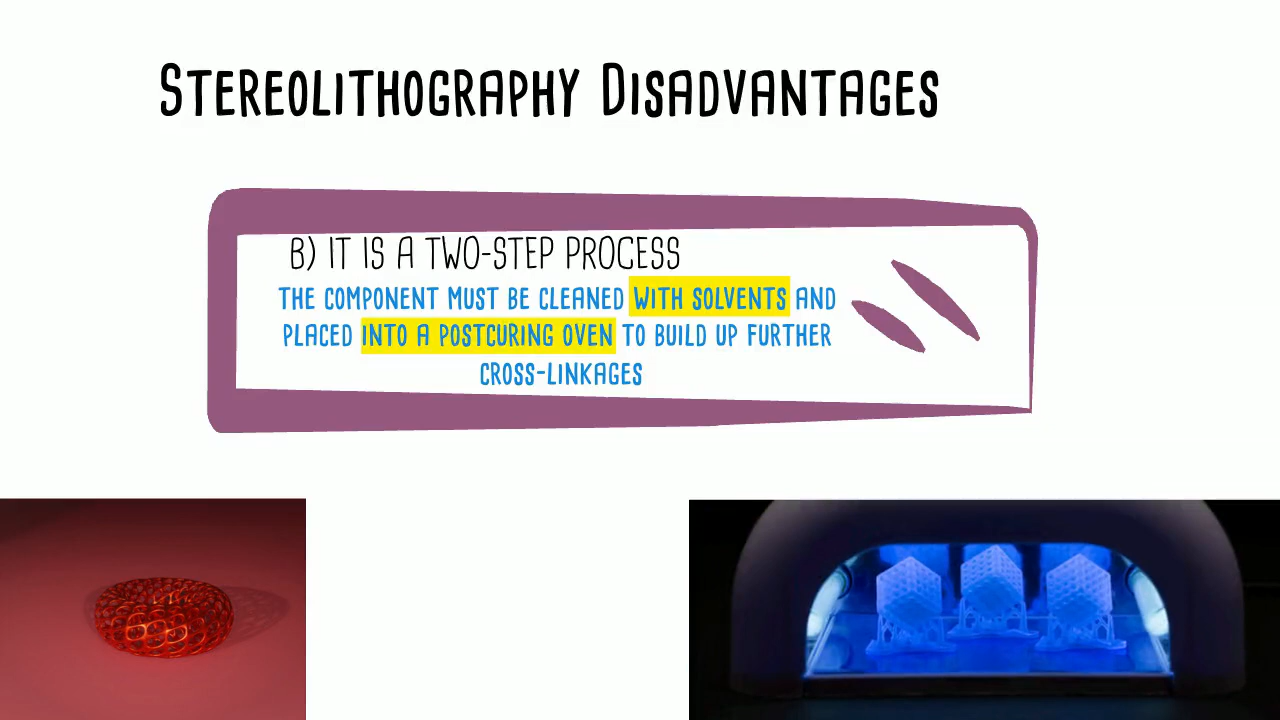 Stereolithography Disadvantages
B) IT IS A TWO-STEP PROCESS
THE COMPONENT MUST BE CLEANED WITH SOLVENTS AND
PLACED INTO A POSTCURING OVEN TO BUILD UP FURTHER
CROSS-LINKAGES